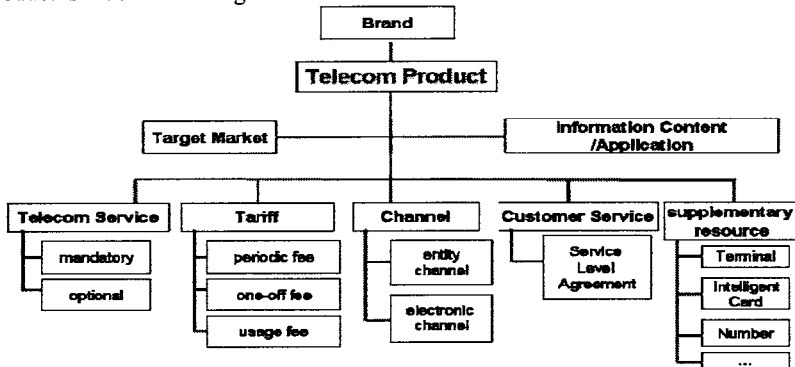 Brand
Telecom Product
Target Market
Information Content
/Application
Telecom Service
Tariff
Channel
Customer Service
supplementary
resource
mandatory
optional
periodic fee
one-off fee
usage fee
entity
channel
electronic
channel
Service
Level
Agreement
Terminal
Intelligent
Card
Number
...